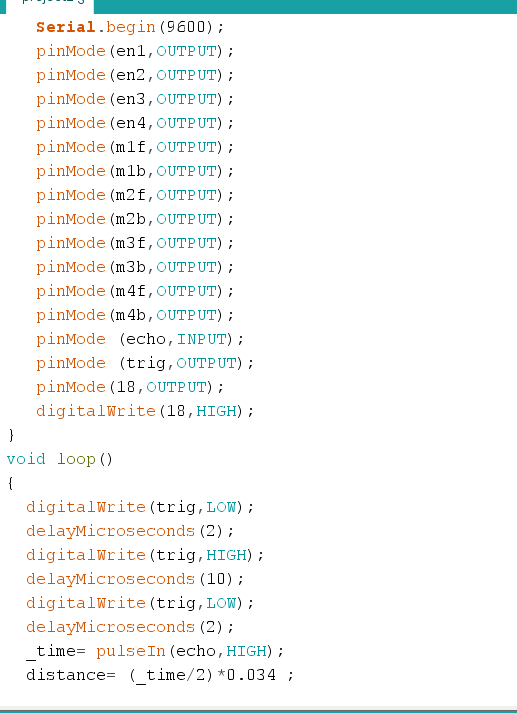 Serial.begin(9600);
pinMode(en1,OUTPUT);
pinMode(en2,OUTPUT);
pinMode(en3,OUTPUT);
pinMode(en4,OUTPUT);
pinMode(m1f,OUTPUT);
pinMode(m1b,OUTPUT);
pinMode(m2f,OUTPUT);
pinMode(m2b,OUTPUT);
pinMode(m3f,OUTPUT);
pinMode(m3b,OUTPUT);
pinMode(m4f,OUTPUT);
pinMode(m4b,OUTPUT);
pinMode (echo,INPUT);
pinMode (trig,OUTPUT);
pinMode(18,OUTPUT);
digitalWrite(18,HIGH);
}
void loop()
{
digitalWrite(trig,LOW);
delayMicroseconds(2);
digitalWrite(trig,HIGH);
delayMicroseconds(10);
digitalWrite(trig,LOW);
delayMicroseconds(2);
_time= pulseIn(echo,HIGH);
distance= (_time/2)*0.034 ;